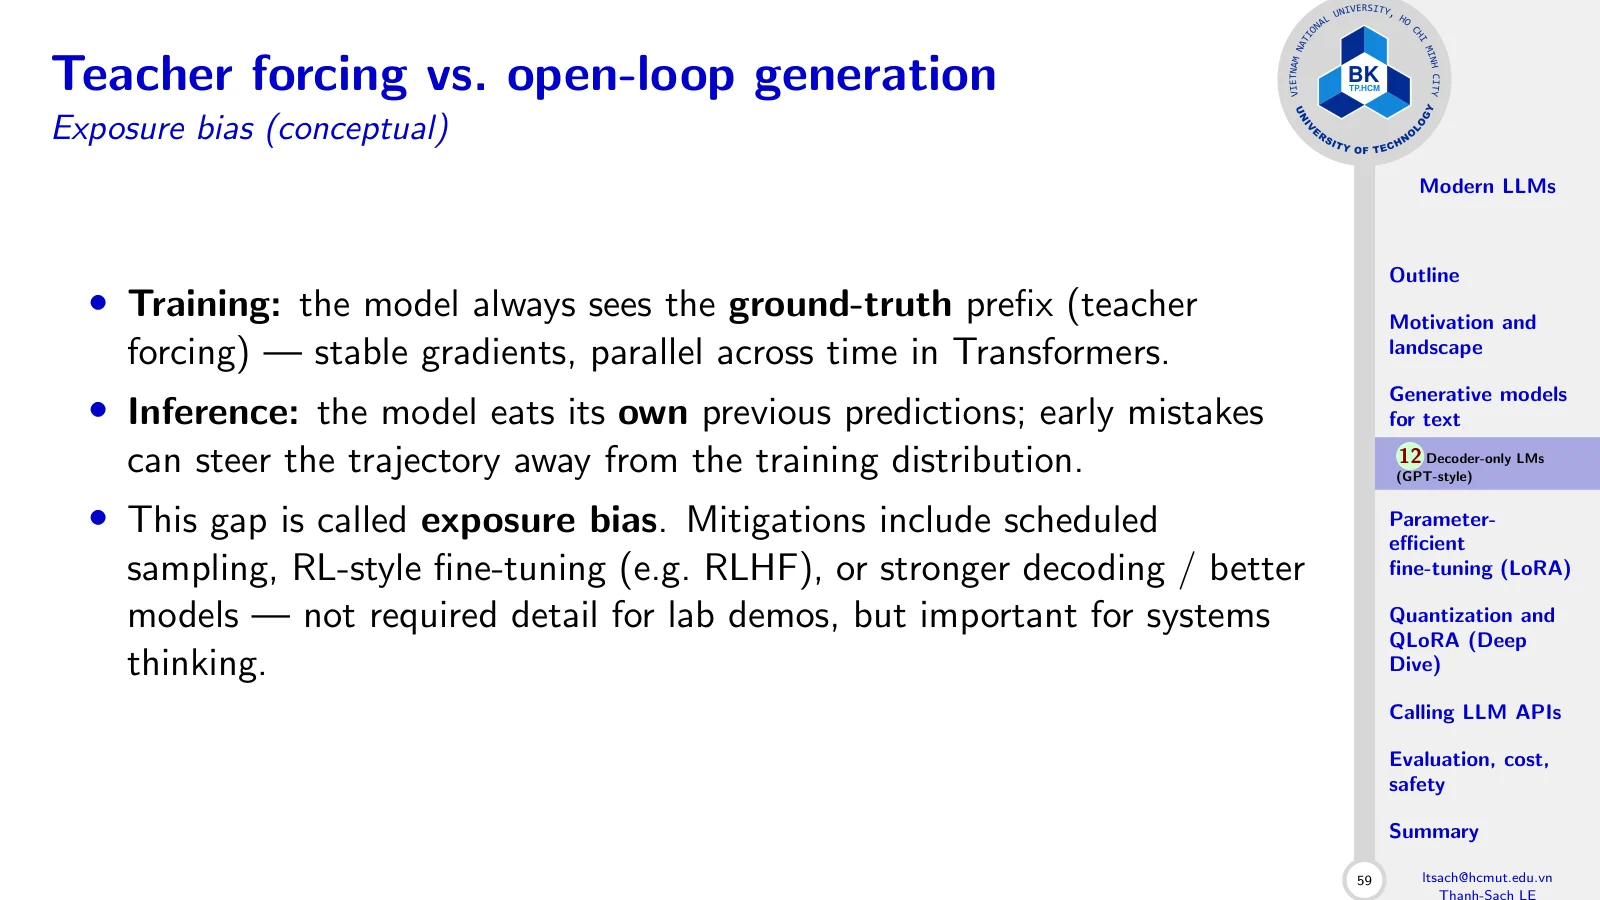 Teacher forcing vs. open-loop generation
Exposure bias (conceptual)
• Training: the model always sees the ground-truth prefix (teacher
forcing) — stable gradients, parallel across time in Transformers.
• Inference: the model eats its own previous predictions; early mistakes
can steer the trajectory away from the training distribution.
• This gap is called exposure bias. Mitigations include scheduled
sampling, RL-style fine-tuning (e.g. RLHF), or stronger decoding / better
models — not required detail for lab demos, but important for systems
thinking.
VIETNAM NATIONAL UNIVERSITY, HO CHI MINH CITY
BK
TP.HCM
UNIVERSITY OF TECHNOLOGY
Modern LLMs
Outline
Motivation and
landscape
Generative models
for text
12 Decoder-only LMs
(GPT-style)
Parameter-
efficient
fine-tuning (LoRA)
Quantization and
QLoRA (Deep
Dive)
Calling LLM APIs
Evaluation, cost,
safety
Summary
59
ltsach@hcmut.edu.vn
Thanh-Sach LE